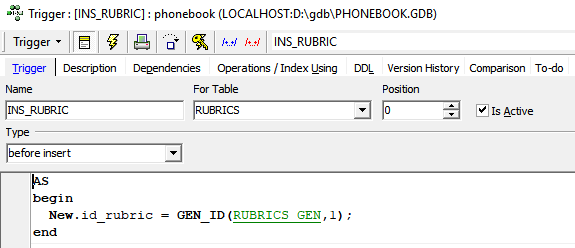 Trigger : [INS_RUBRIC] : phonebook (LOCALHOST:D:\gdb\PHONEBOOK.GDB)
Trigger INS_RUBRIC
Trigger Description Dependencies Operations / Index Using DDL Version History Comparison To-do
Name For Table Position
INS_RUBRIC RUBRICS 0 Is Active
Type
before insert
AS
begin
New.id_rubric = GEN_ID(RUBRICS_GEN,1);
end